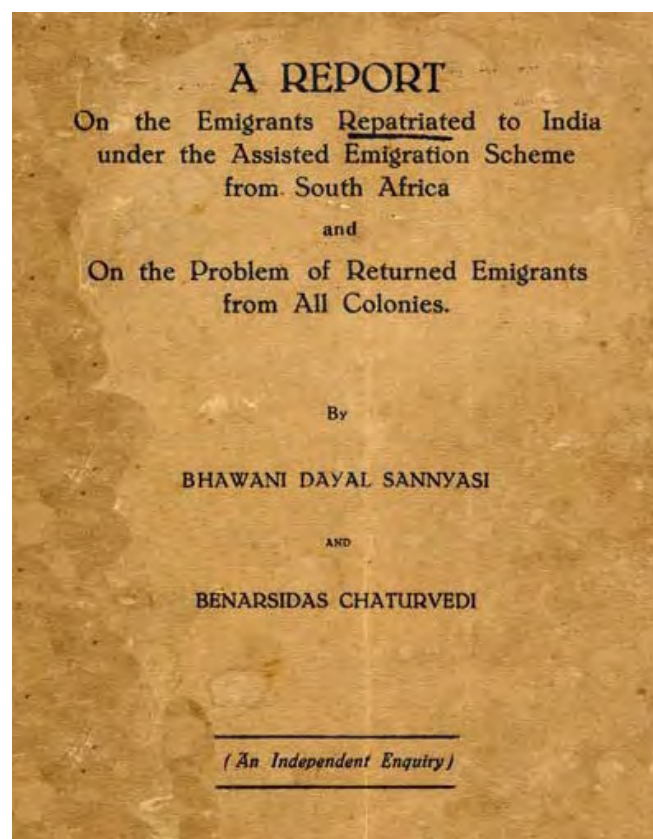 A REPORT
On the Emigrants Repatriated to India
under the Assisted Emigration Scheme
from South Africa
and
On the Problem of Returned Emigrants
from All Colonies.
By
BHAWANI DAYAL SANNYASI
AND
BENARSIDAS CHATURVEDI
(An Independent Enquiry)